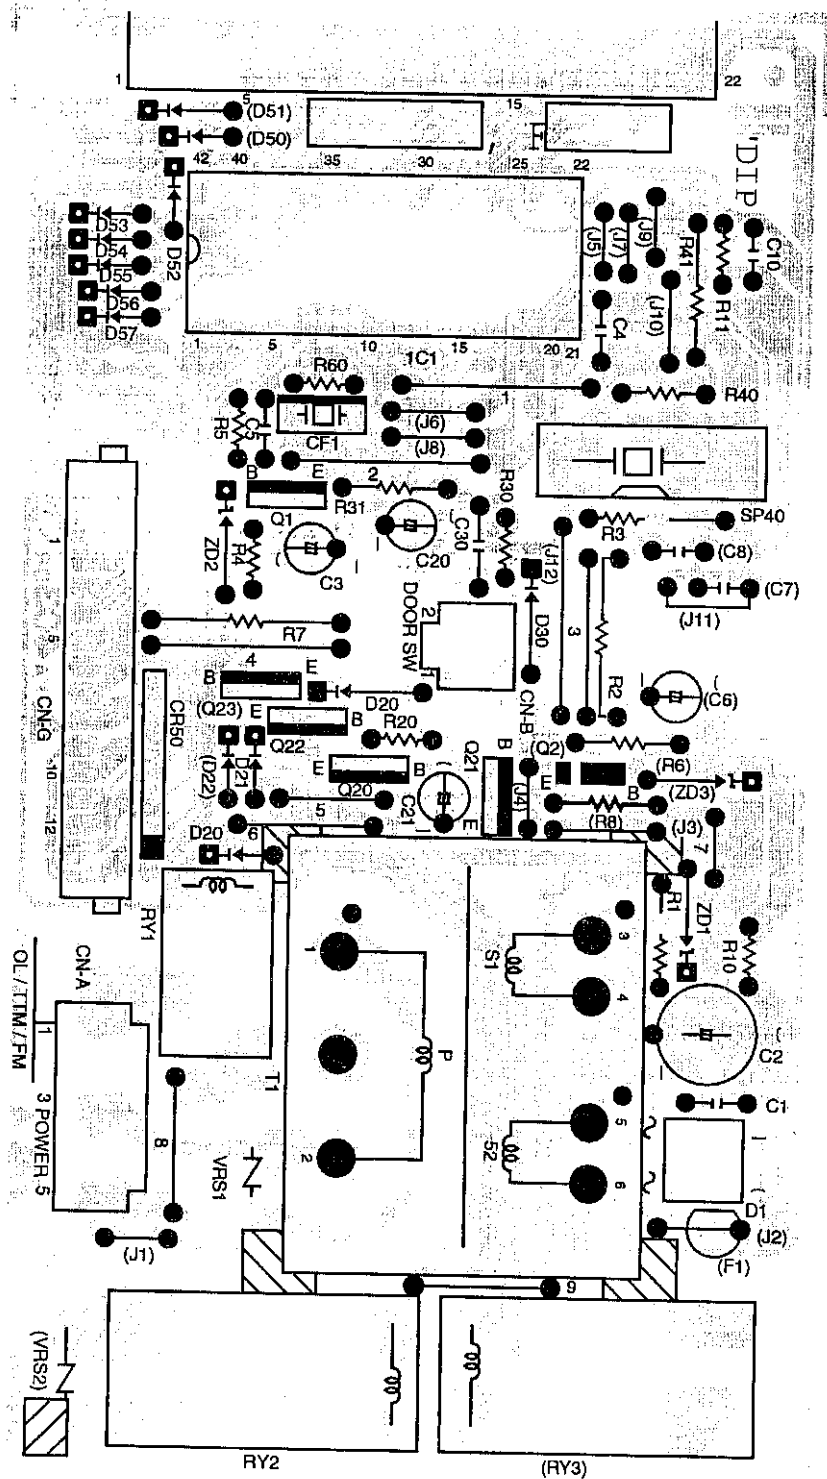 1
22
5
(D51)
15
(D50)
42
40
35
30
25
22
"DIP
D53
D54
D55
D56
D57
D52
(J5)
(J7)
(J9)
(J10)
R41
R11
C10
C4
1
5
10
1C1
15
20
21
R60
1
R40
R5
C5
CF1
(J6)
(J8)
B
E
2
Q1
R31
ZD2
R4
C3
C20
C30
R30
SP40
R3
(C8)
(C7)
(J11)
(J12)
1
5
10
12
CN-G
R7
DOOR SW
2
1
D30
3
R2
CN-B
(C6)
4
B
E
(Q23)
D20
E
B
Q22
R20
CR50
(D22)
D21
E
B
Q20
C21
Q21
B
E
(J4)
(Q2)
E
B
(R6)
(ZD3)
(R8)
5
6
D20
(J3)
7
R1
ZD1
R10
RY1
CN-A
OL / TIM / FM
1
3 POWER 5
1
P
2
S1
3
4
C2
T1
8
C1
5
52
6
VRS1
(J1)
D1
(J2)
(F1)
9
(VRS2)
RY2
(RY3)